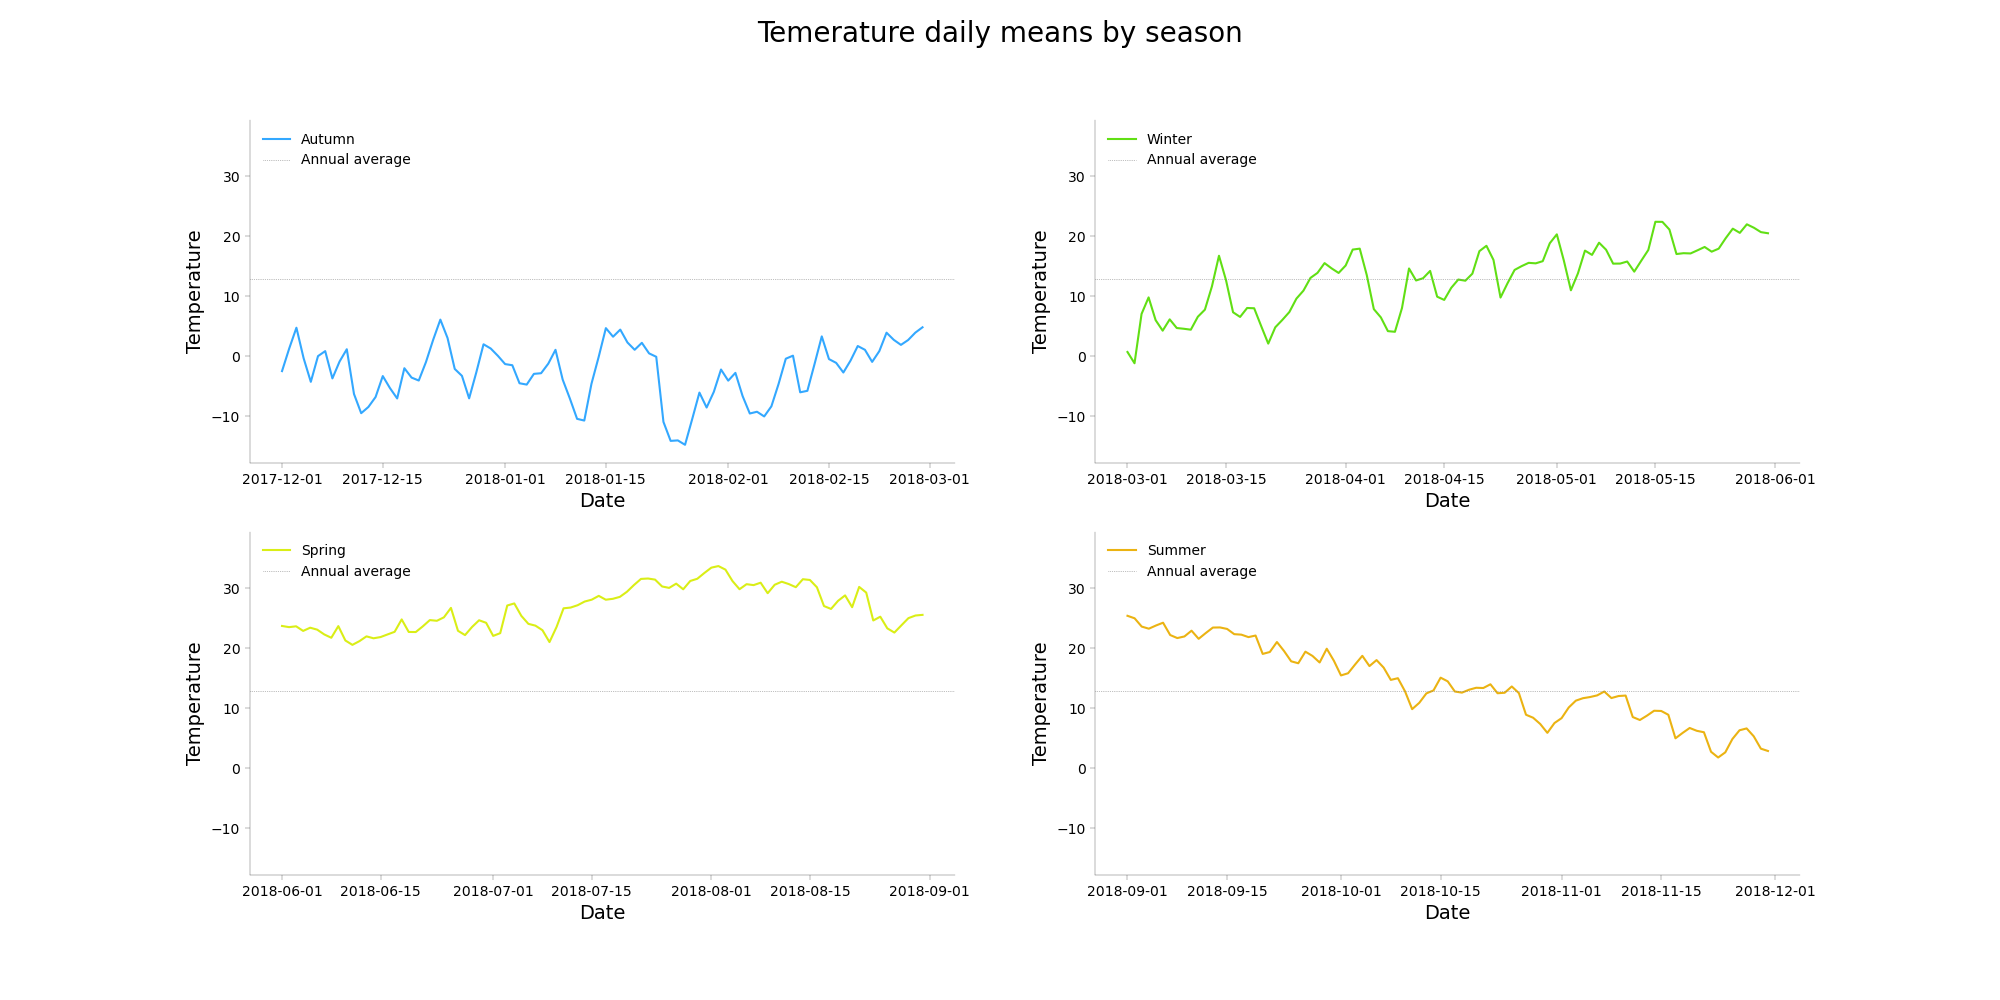 Temerature daily means by season
Autumn
Annual average
Temperature
30
20
10
0
−10
2017-12-01 2017-12-15 2018-01-01 2018-01-15 2018-02-01 2018-02-15 2018-03-01
Date
Winter
Annual average
Temperature
30
20
10
0
−10
2018-03-01 2018-03-15 2018-04-01 2018-04-15 2018-05-01 2018-05-15 2018-06-01
Date
Spring
Annual average
Temperature
30
20
10
0
−10
2018-06-01 2018-06-15 2018-07-01 2018-07-15 2018-08-01 2018-08-15 2018-09-01
Date
Summer
Annual average
Temperature
30
20
10
0
−10
2018-09-01 2018-09-15 2018-10-01 2018-10-15 2018-11-01 2018-11-15 2018-12-01
Date